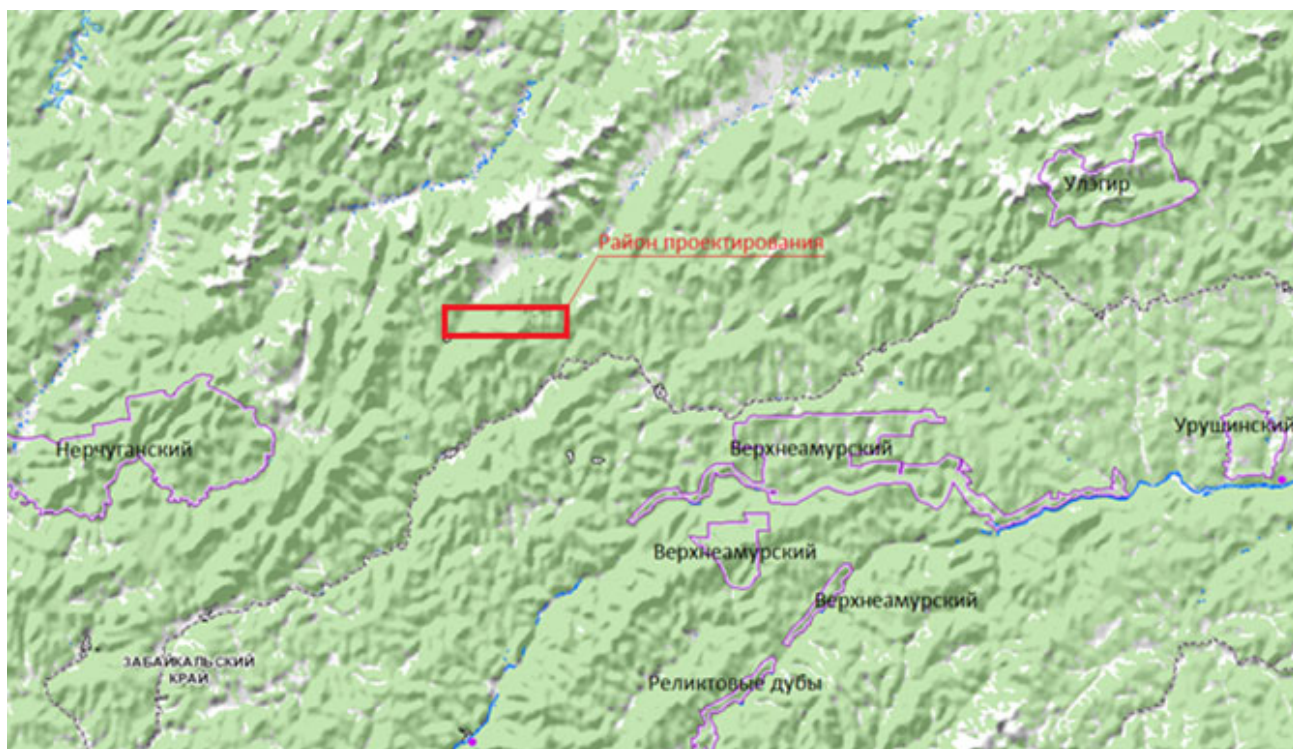 Улэгир
Район проектирования
Нерчуганский
Верхнеамурский
Урушинский
Верхнеамурский
Верхнеамурский
ЗАБАЙКАЛЬСКИЙ
КРАЙ
Реликтовые дубы